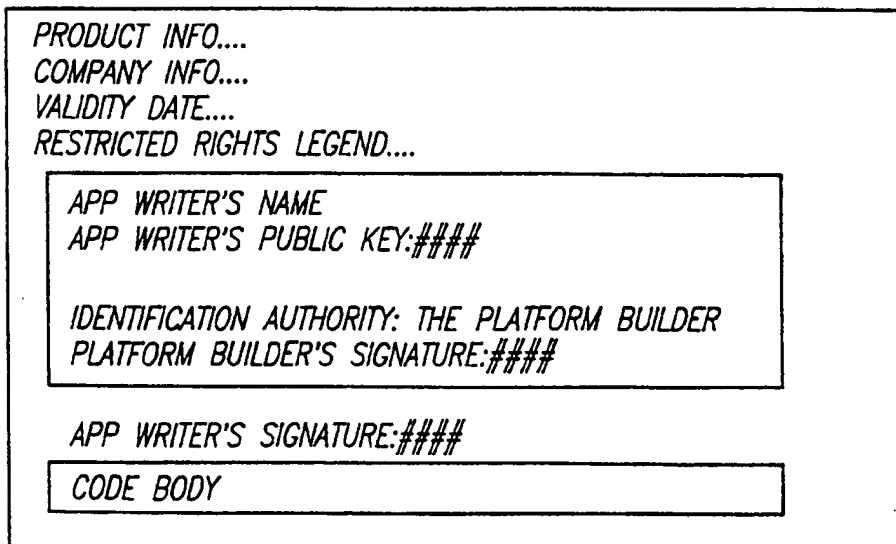 PRODUCT INFO....
COMPANY INFO....
VALIDITY DATE....
RESTRICTED RIGHTS LEGEND....
APP WRITER'S NAME
APP WRITER'S PUBLIC KEY:####
IDENTIFICATION AUTHORITY: THE PLATFORM BUILDER
PLATFORM BUILDER'S SIGNATURE:####
APP WRITER'S SIGNATURE:####
CODE BODY